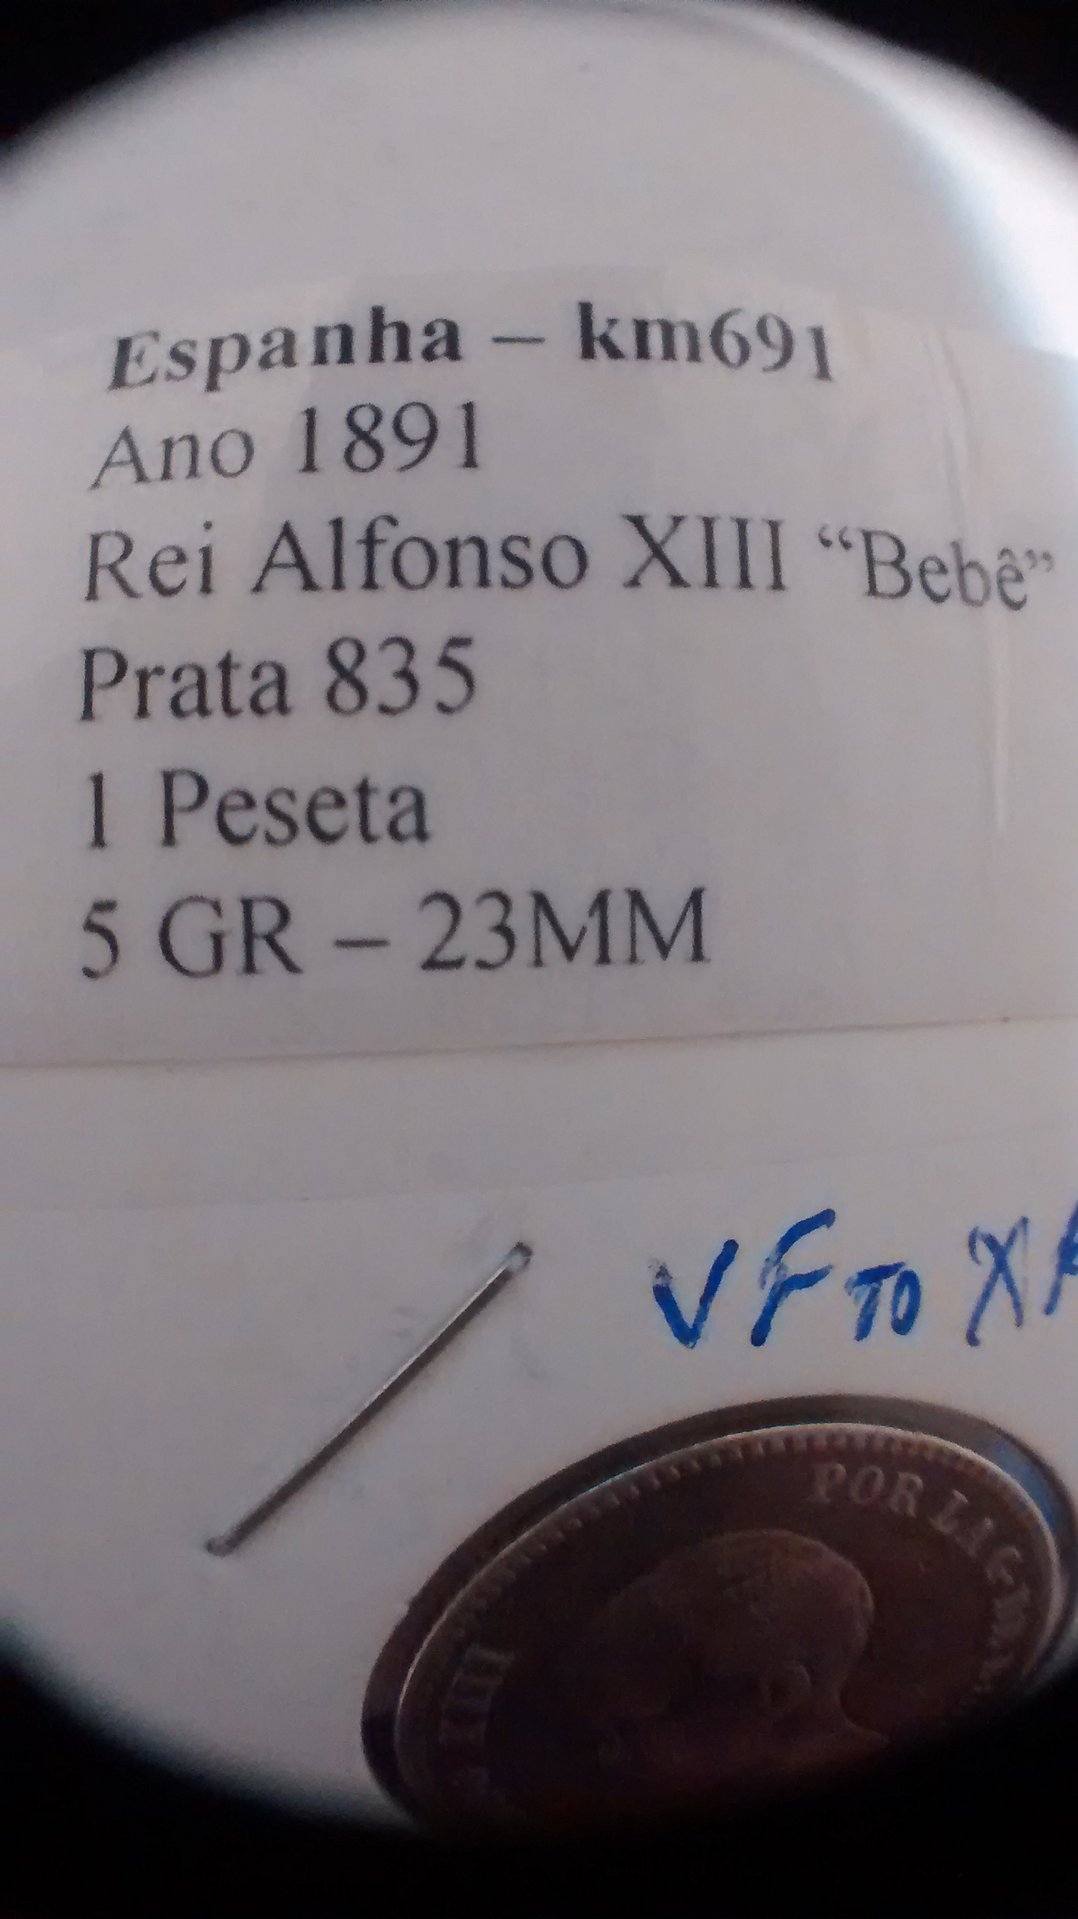 Espanha – km691
Ano 1891
Rei Alfonso XIII “Bebê”
Prata 835
1 Peseta
5 GR – 23MM
VF TO
XIII
POR LA G.